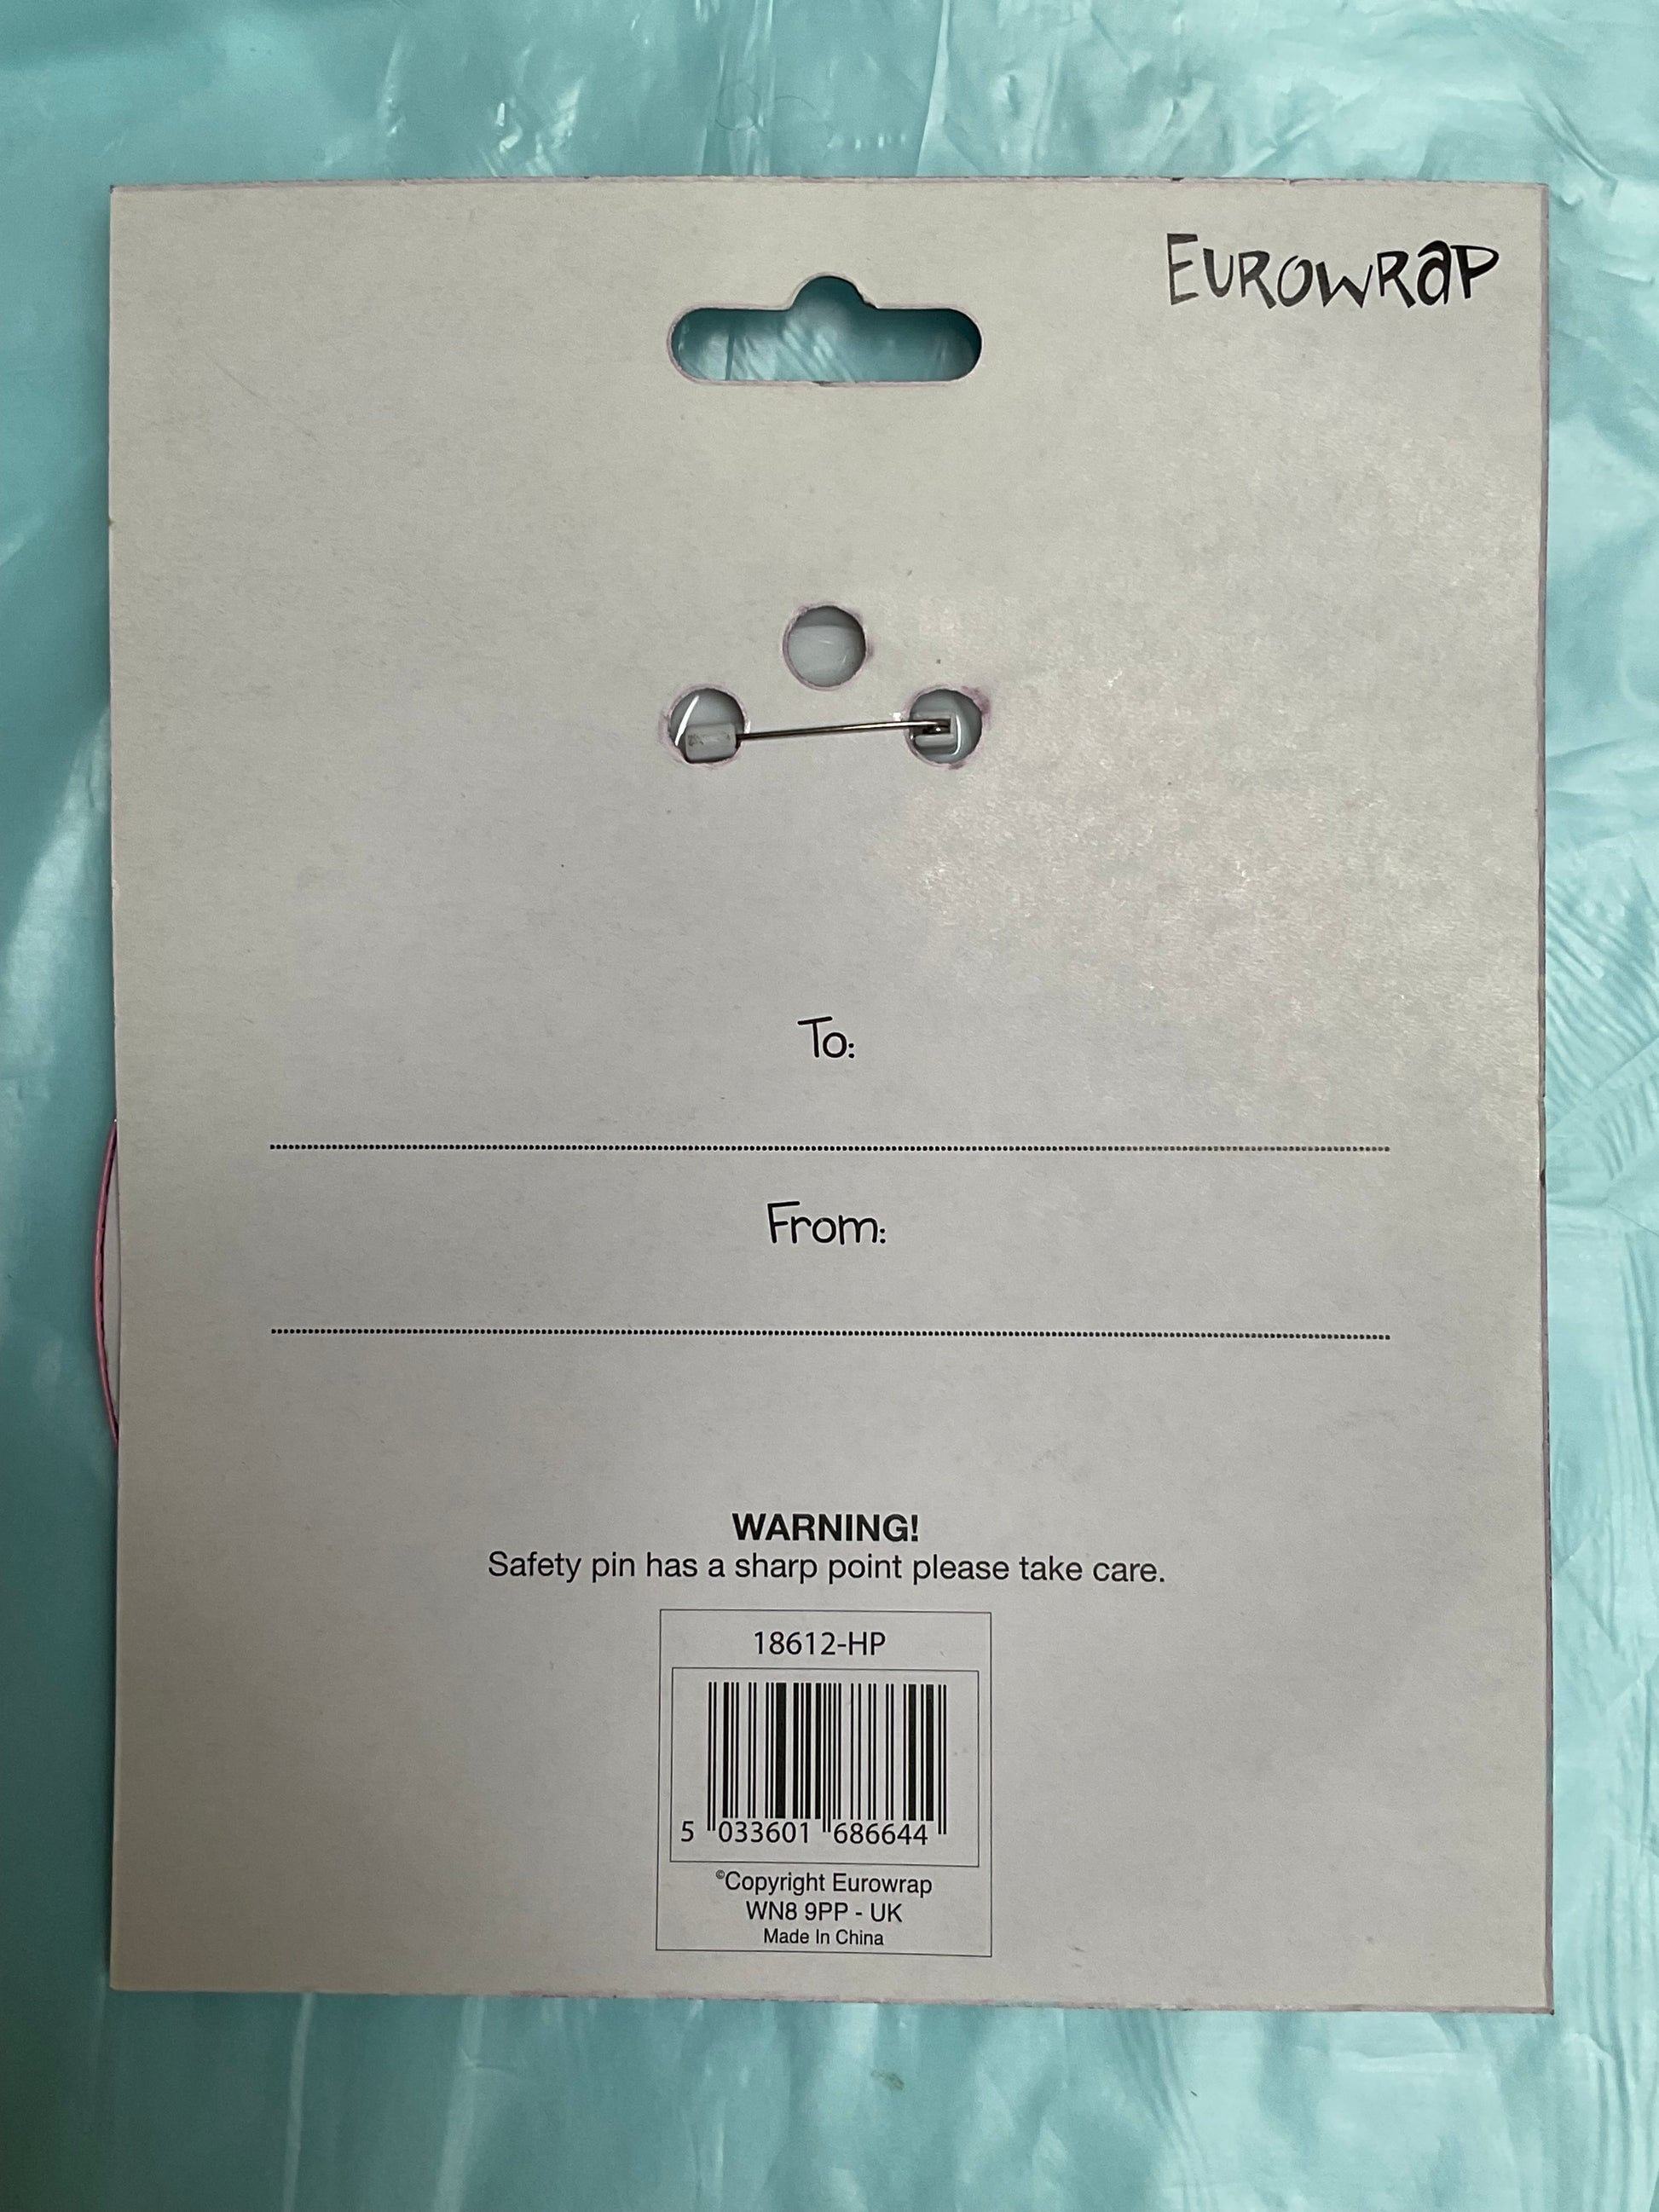 EUROWRaP
To:
From:
WARNING!
Safety pin has a sharp point please take care.
18612-HP
5 033601 686644
©Copyright Eurowrap
WN8 9PP - UK
Made In China